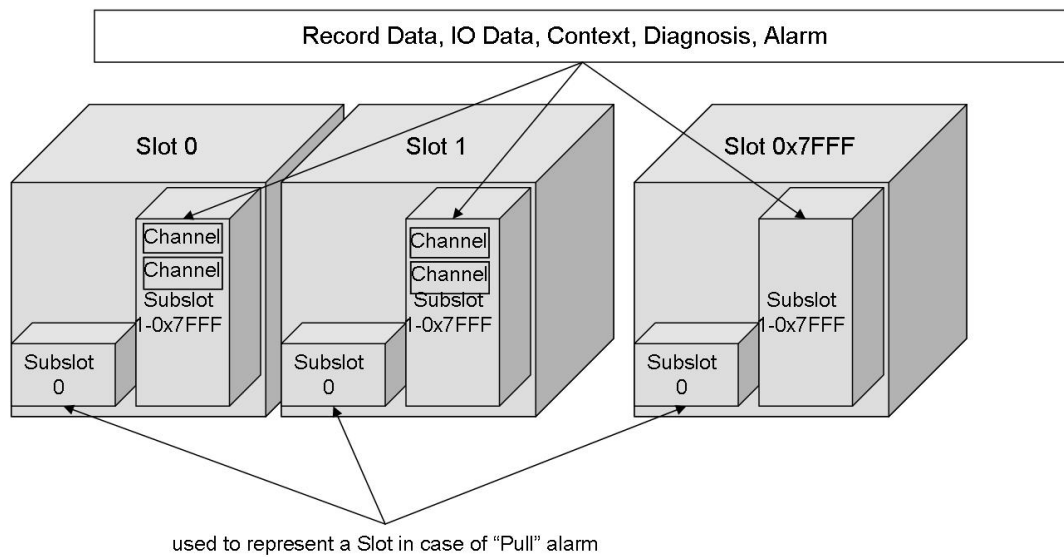 Record Data, IO Data, Context, Diagnosis, Alarm
Slot 0
Slot 1
Slot 0x7FFF
Channel
Channel
Subslot
1-0x7FFF
Subslot
0
Channel
Channel
Subslot
1-0x7FFF
Subslot
0
Subslot
1-0x7FFF
Subslot
0
used to represent a Slot in case of “Pull” alarm